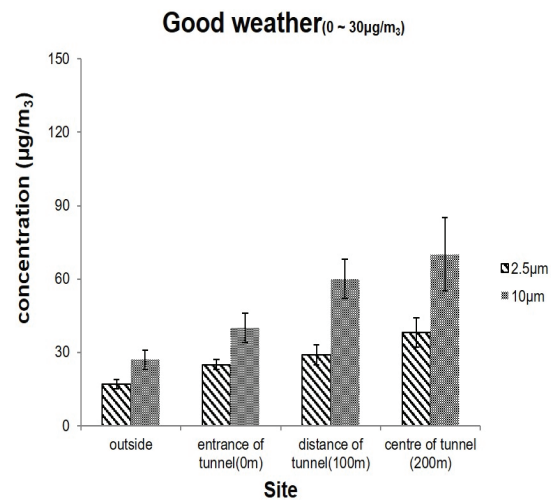 Good weather(0 ~ 30µg/m₃)
150
120
90
60
30
0
concentration (µg/m₃)
outside
entrance of
tunnel(0m)
distance of
tunnel(100m)
centre of tunnel
(200m)
Site
2.5µm
10µm